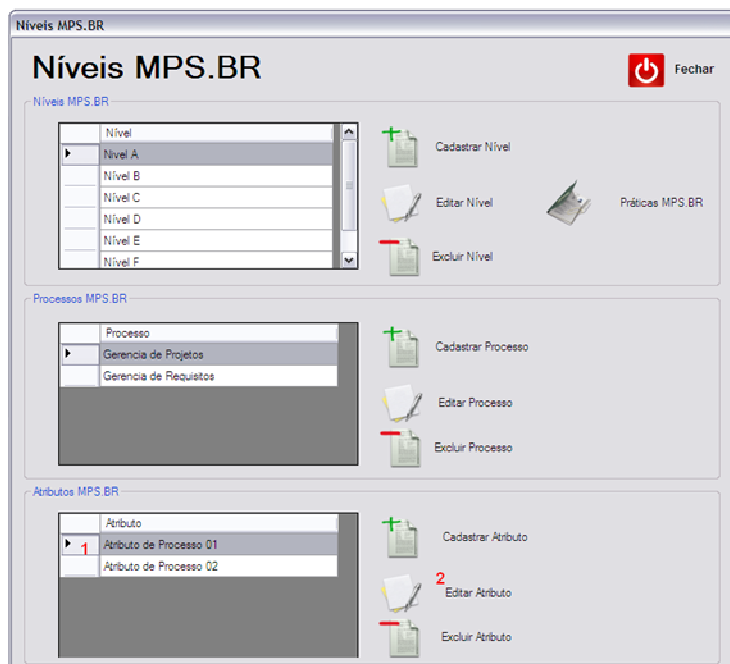 Níveis MPS.BR
Níveis MPS.BR
Fechar
Níveis MPS.BR
Nível
Nivel A
Nível B
Nível C
Nível D
Nível E
Nível F
Cadastrar Nível
Editar Nível
Práticas MPS.BR
Excluir Nível
Processos MPS.BR
Processo
Gerencia de Projetos
Gerencia de Requisitos
Cadastrar Processo
Editar Processo
Excluir Processo
Atributos MPS.BR
Atributo
1 Atributo de Processo 01
Atributo de Processo 02
Cadastrar Atributo
2
Editar Atributo
Excluir Atributo